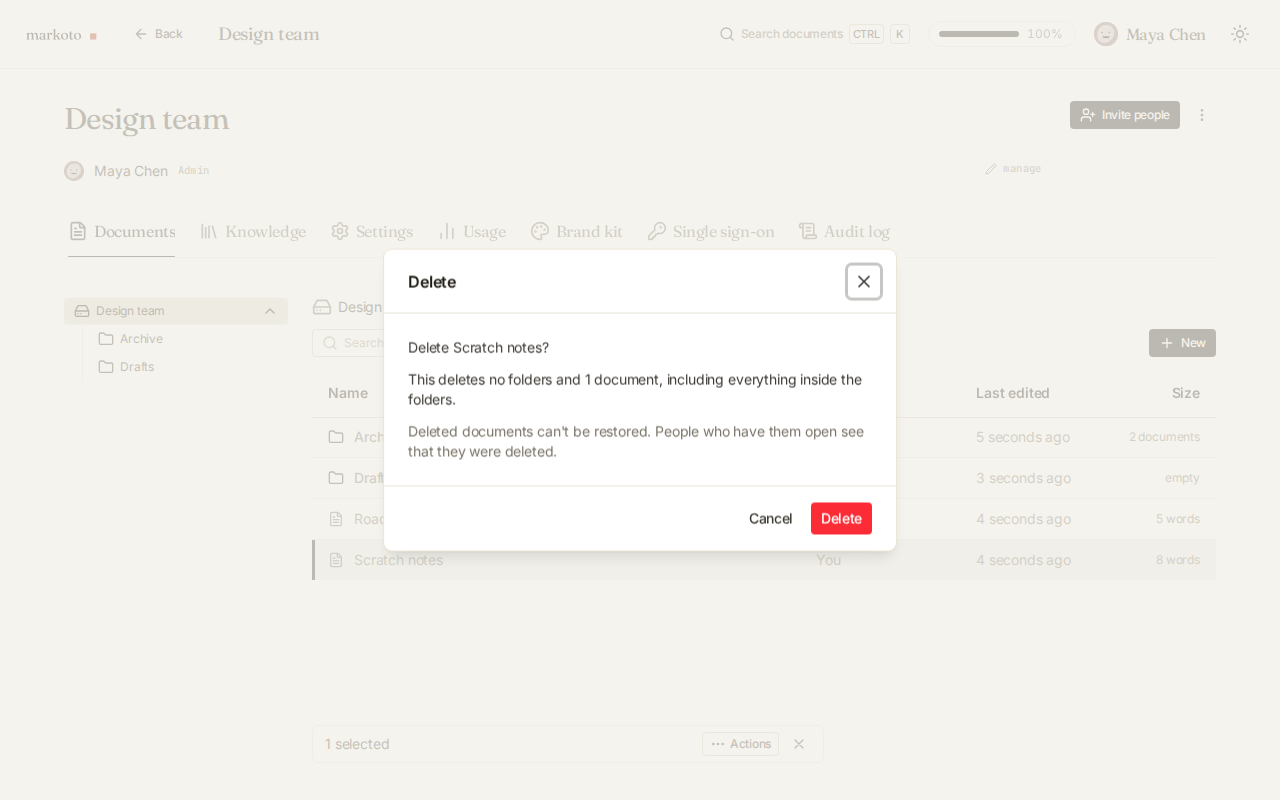 markoto
Back
Design team
Search documents CTRL K
100%
Maya Chen
Design team
Invite people
Maya Chen Admin
manage
Documents
Knowledge
Settings
Usage
Brand kit
Single sign-on
Audit log
Design team
Archive
Drafts
Design
Search
New
Name
Last edited
Size
Arch
5 seconds ago
2 documents
Draf
3 seconds ago
empty
Road
4 seconds ago
5 words
Scratch notes
You
4 seconds ago
8 words
Delete
Delete Scratch notes?
This deletes no folders and 1 document, including everything inside the
folders.
Deleted documents can't be restored. People who have them open see
that they were deleted.
Cancel
Delete
1 selected
Actions